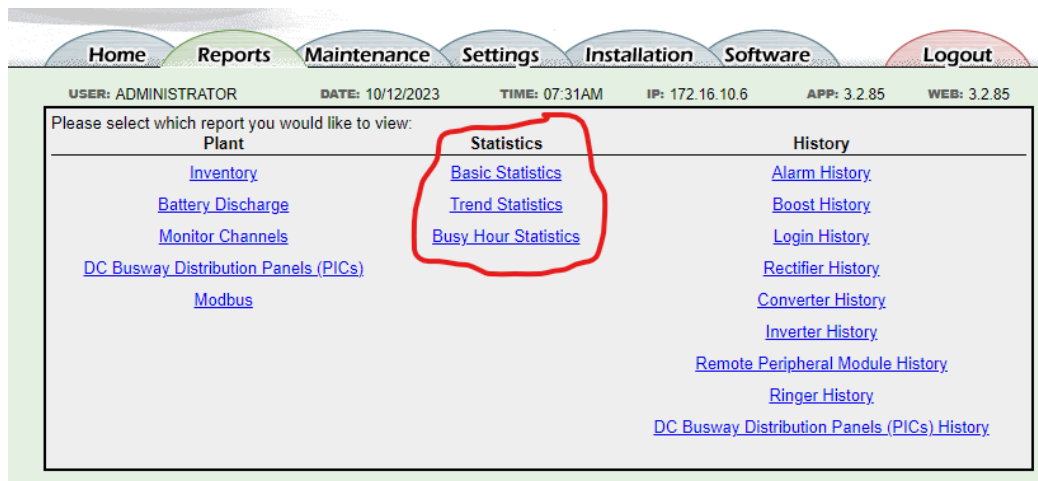 Home Reports Maintenance Settings Installation Software Logout
USER: ADMINISTRATOR DATE: 10/12/2023 TIME: 07:31AM IP: 172.16.10.6 APP: 3.2.85 WEB: 3.2.85
Please select which report you would like to view:
Plant Statistics History
Inventory Basic Statistics Alarm History
Battery Discharge Trend Statistics Boost History
Monitor Channels Busy Hour Statistics Login History
DC Busway Distribution Panels (PICs) Rectifier History
Modbus Converter History
Inverter History
Remote Peripheral Module History
Ringer History
DC Busway Distribution Panels (PICs) History